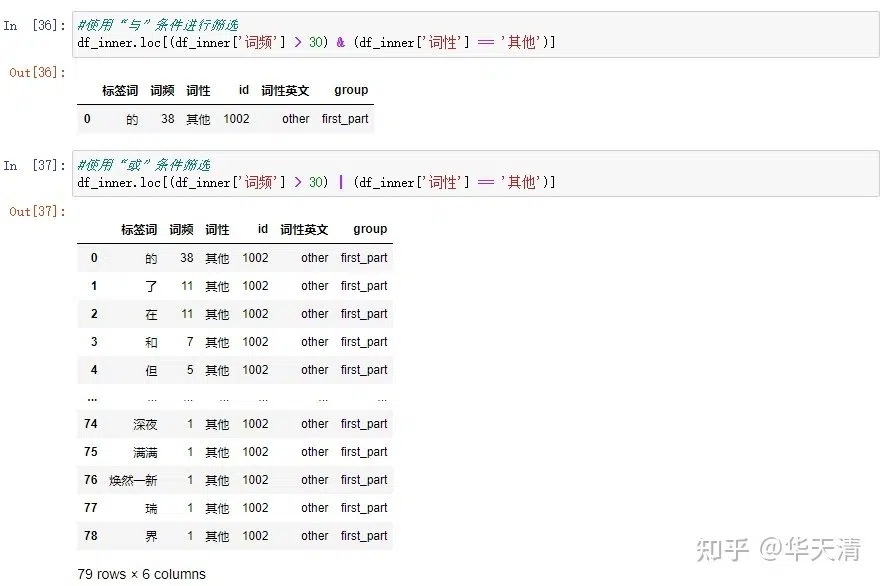 In [36]: #使用“与”条件进行筛选
df_inner.loc[(df_inner['词频'] > 30) & (df_inner['词性'] == '其他')]
Out[36]:
标签词 词频 词性 id 词性英文 group
0 的 38 其他 1002 other first_part
In [37]: #使用“或”条件筛选
df_inner.loc[(df_inner['词频'] > 30) | (df_inner['词性'] == '其他')]
Out[37]:
标签词 词频 词性 id 词性英文 group
0 的 38 其他 1002 other first_part
1 了 11 其他 1002 other first_part
2 在 11 其他 1002 other first_part
3 和 7 其他 1002 other first_part
4 但 5 其他 1002 other first_part
... ... ... ... ... ... ...
74 深夜 1 其他 1002 other first_part
75 满满 1 其他 1002 other first_part
76 焕然一新 1 其他 1002 other first_part
77 瑞 1 其他 1002 other first_part
78 界 1 其他 1002 other first_part
79 rows × 6 columns
知乎 @华天清